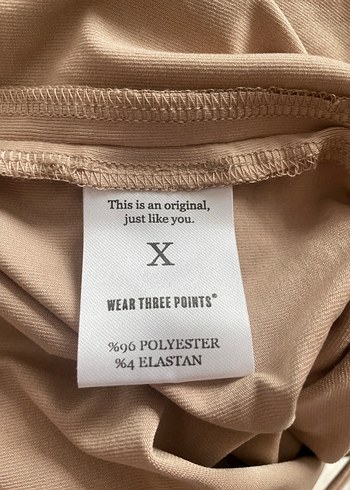 This is an original,
just like you.
X
WEAR THREE POINTS®
%96 POLYESTER
%4 ELASTAN